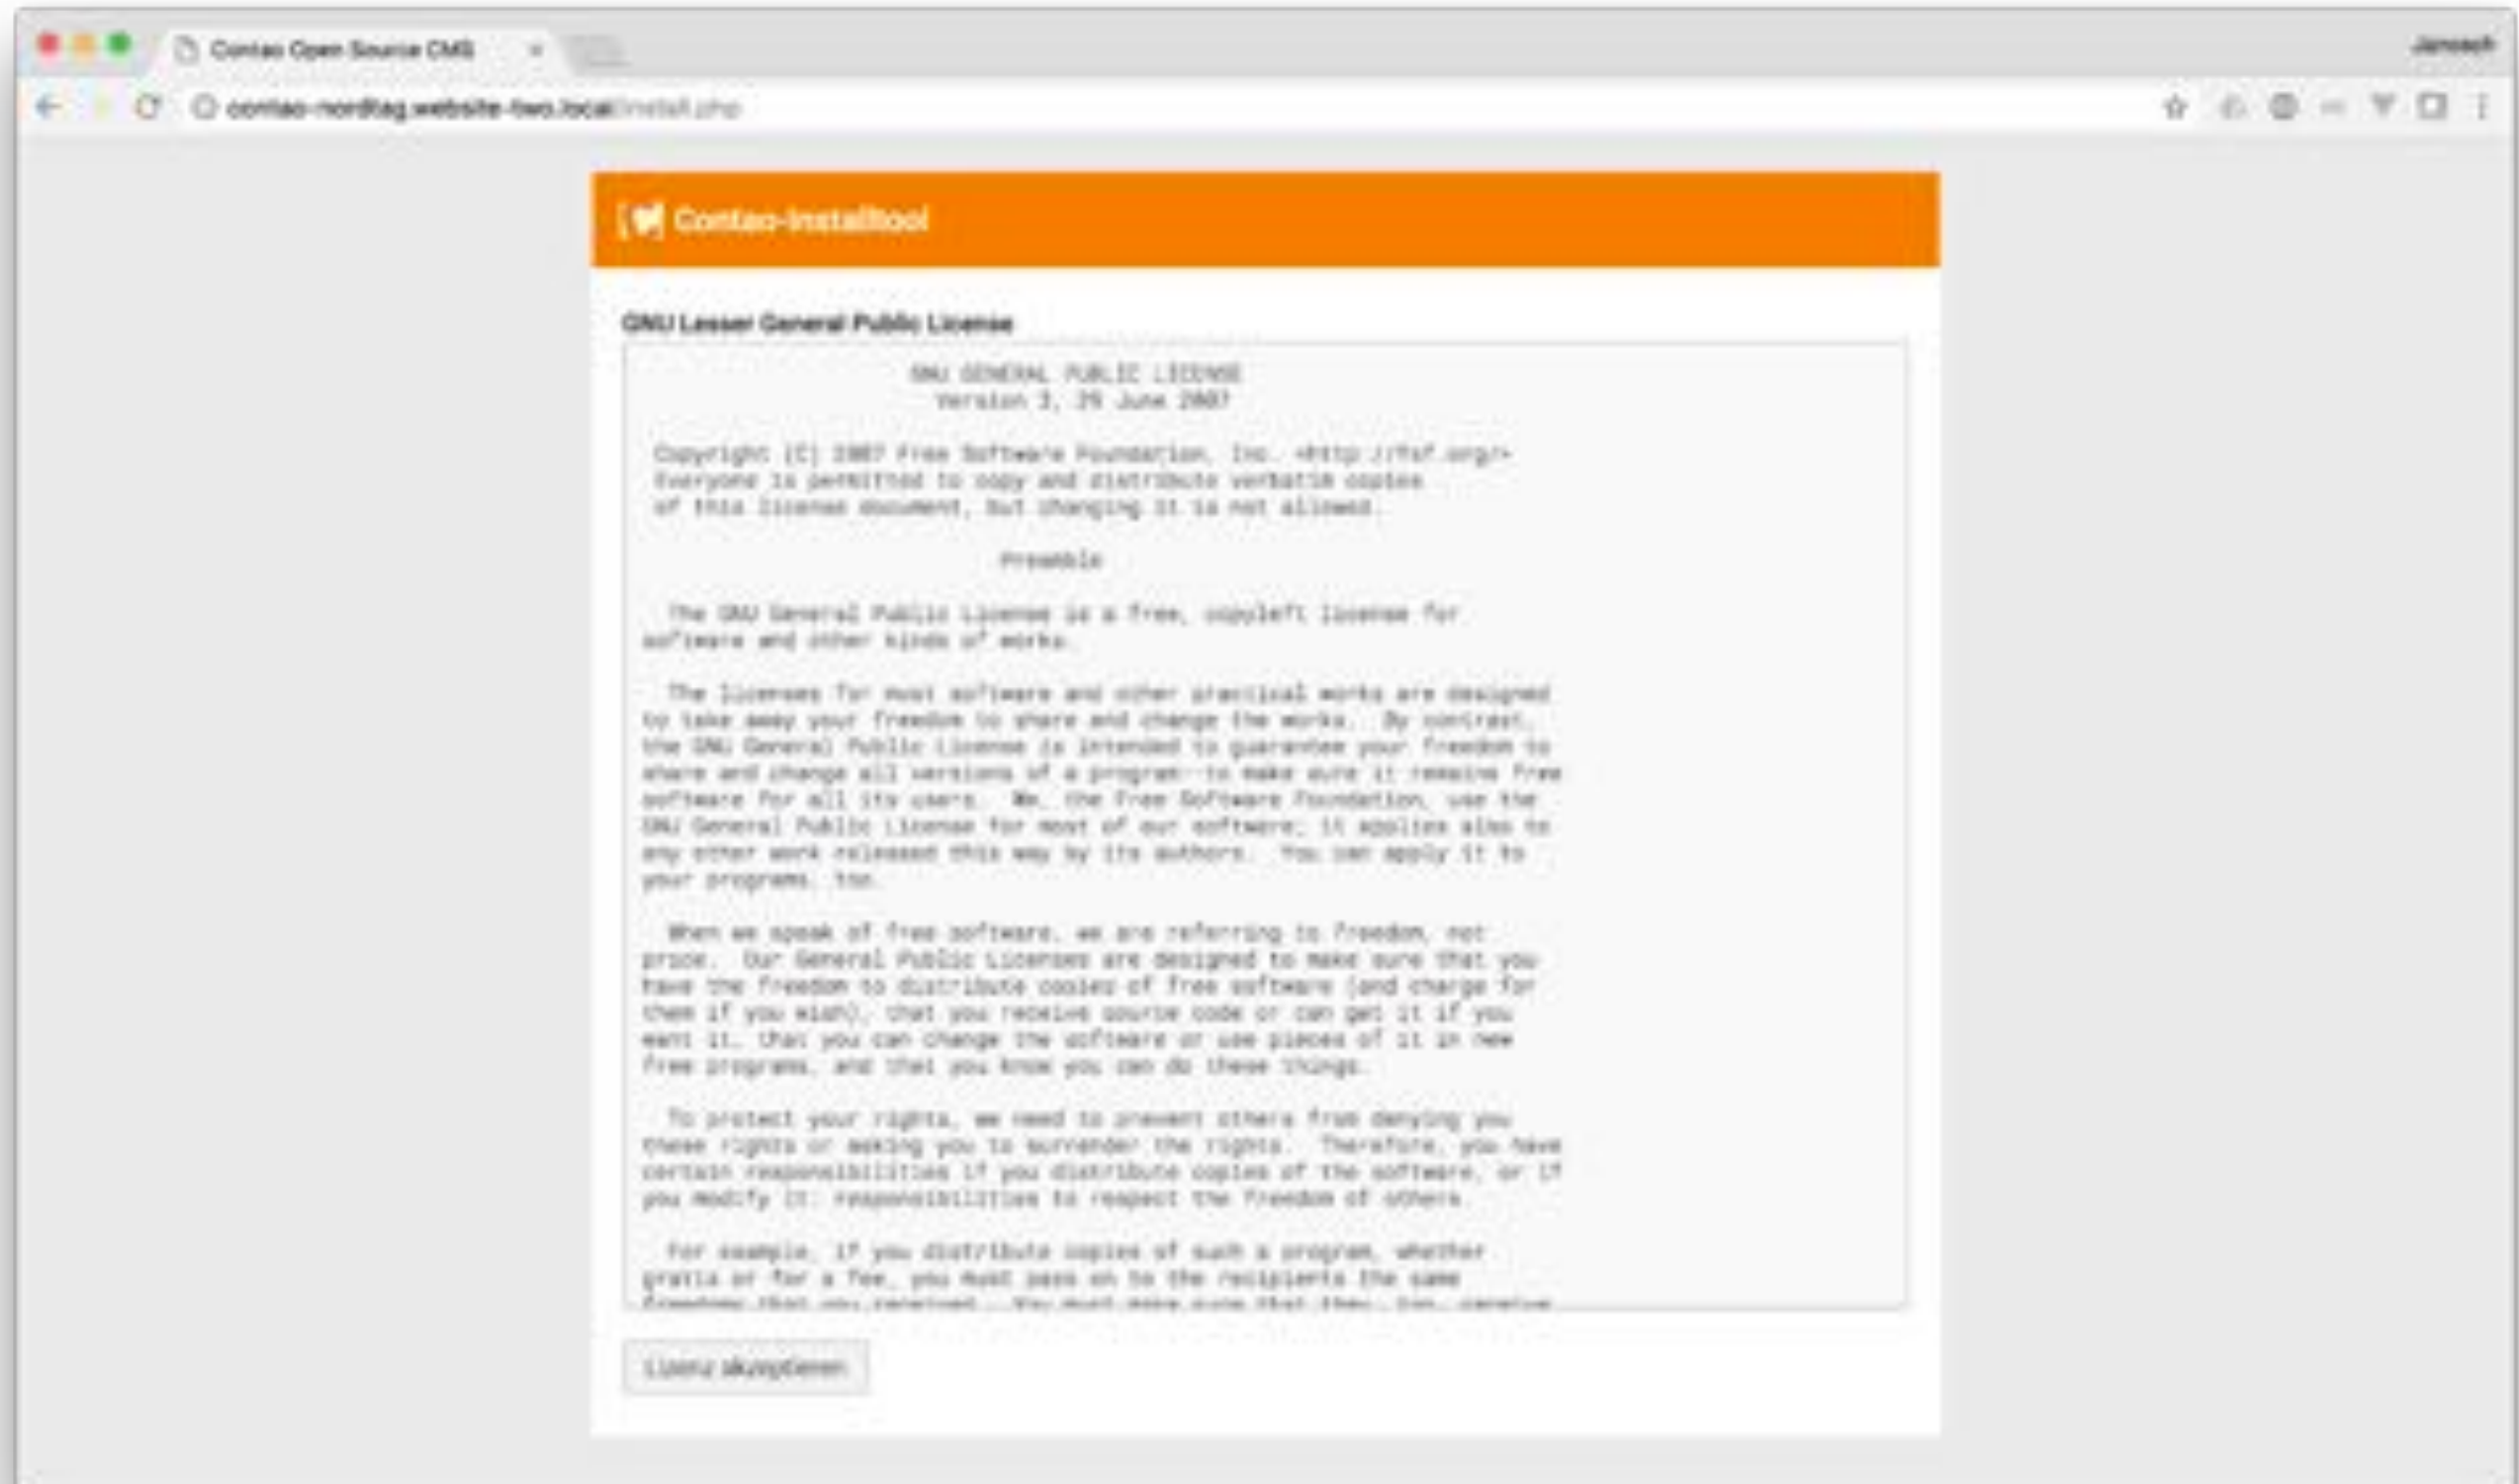 Contao Open Source CMS
Janosch
contao-nordtag.website-two.local/install.php
Contao-Installtool
GNU Lesser General Public License
GNU GENERAL PUBLIC LICENSE
Version 3, 29 June 2007
Copyright (C) 2007 Free Software Foundation, Inc. <http://fsf.org/>
Everyone is permitted to copy and distribute verbatim copies
of this license document, but changing it is not allowed.
Preamble
The GNU General Public License is a free, copyleft license for
software and other kinds of works.
The licenses for most software and other practical works are designed
to take away your freedom to share and change the works. By contrast,
the GNU General Public License is intended to guarantee your freedom to
share and change all versions of a program--to make sure it remains free
software for all its users. We, the Free Software Foundation, use the
GNU General Public License for most of our software; it applies also to
any other work released this way by its authors. You can apply it to
your programs, too.
When we speak of free software, we are referring to freedom, not
price. Our General Public Licenses are designed to make sure that you
have the freedom to distribute copies of free software (and charge for
them if you wish), that you receive source code or can get it if you
want it, that you can change the software or use pieces of it in new
free programs, and that you know you can do these things.
To protect your rights, we need to prevent others from denying you
these rights or asking you to surrender the rights. Therefore, you have
certain responsibilities if you distribute copies of the software, or if
you modify it: responsibilities to respect the freedom of others.
For example, if you distribute copies of such a program, whether
gratis or for a fee, you must pass on to the recipients the same
freedoms that you received. You must make sure that they, too, receive
Lizenz akzeptieren